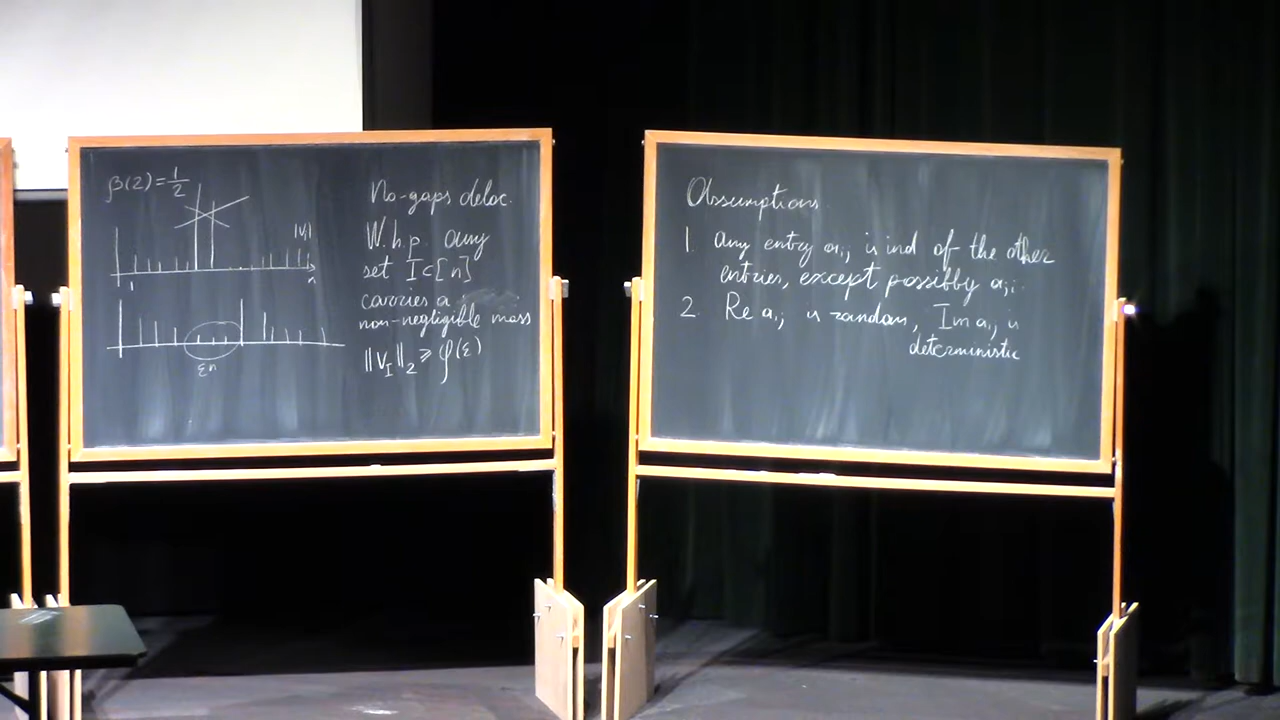 β(2)=1/2
|v_i|
1
n
εn
No-gaps deloc.
W.h.p. any
set I⊂[n]
carries a
non-negligible mass
‖v_I‖₂ ≥ φ(ε)
Assumptions.
1. Any entry a_ij is ind of the other
entries, except possibly a_ji.
2. Re a_ij is random, Im a_ij is
deterministic